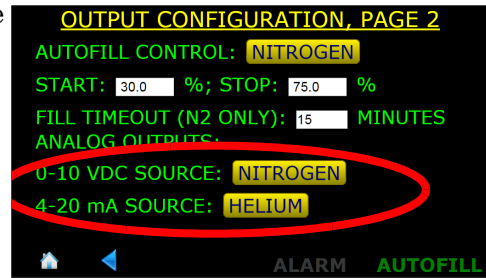 e
OUTPUT CONFIGURATION, PAGE 2
AUTOFILL CONTROL: NITROGEN
START: 30.0 %; STOP: 75.0 %
FILL TIMEOUT (N2 ONLY): 15 MINUTES
ANALOG OUTPUTS:
0-10 VDC SOURCE: NITROGEN
4-20 mA SOURCE: HELIUM
ALARM AUTOFILL